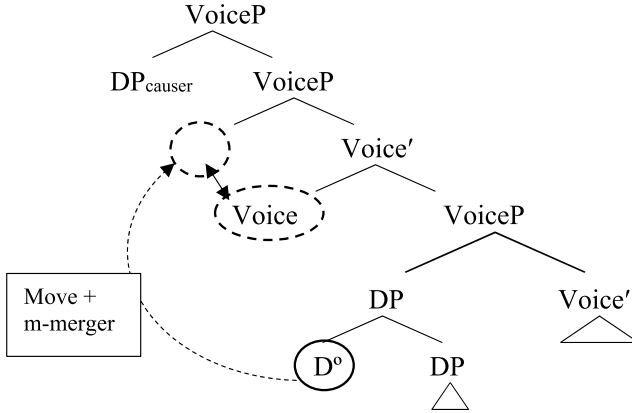 VoiceP
DPcauser VoiceP
Voice′
Voice VoiceP
Move +
m-merger
DP Voice′
Dº DP